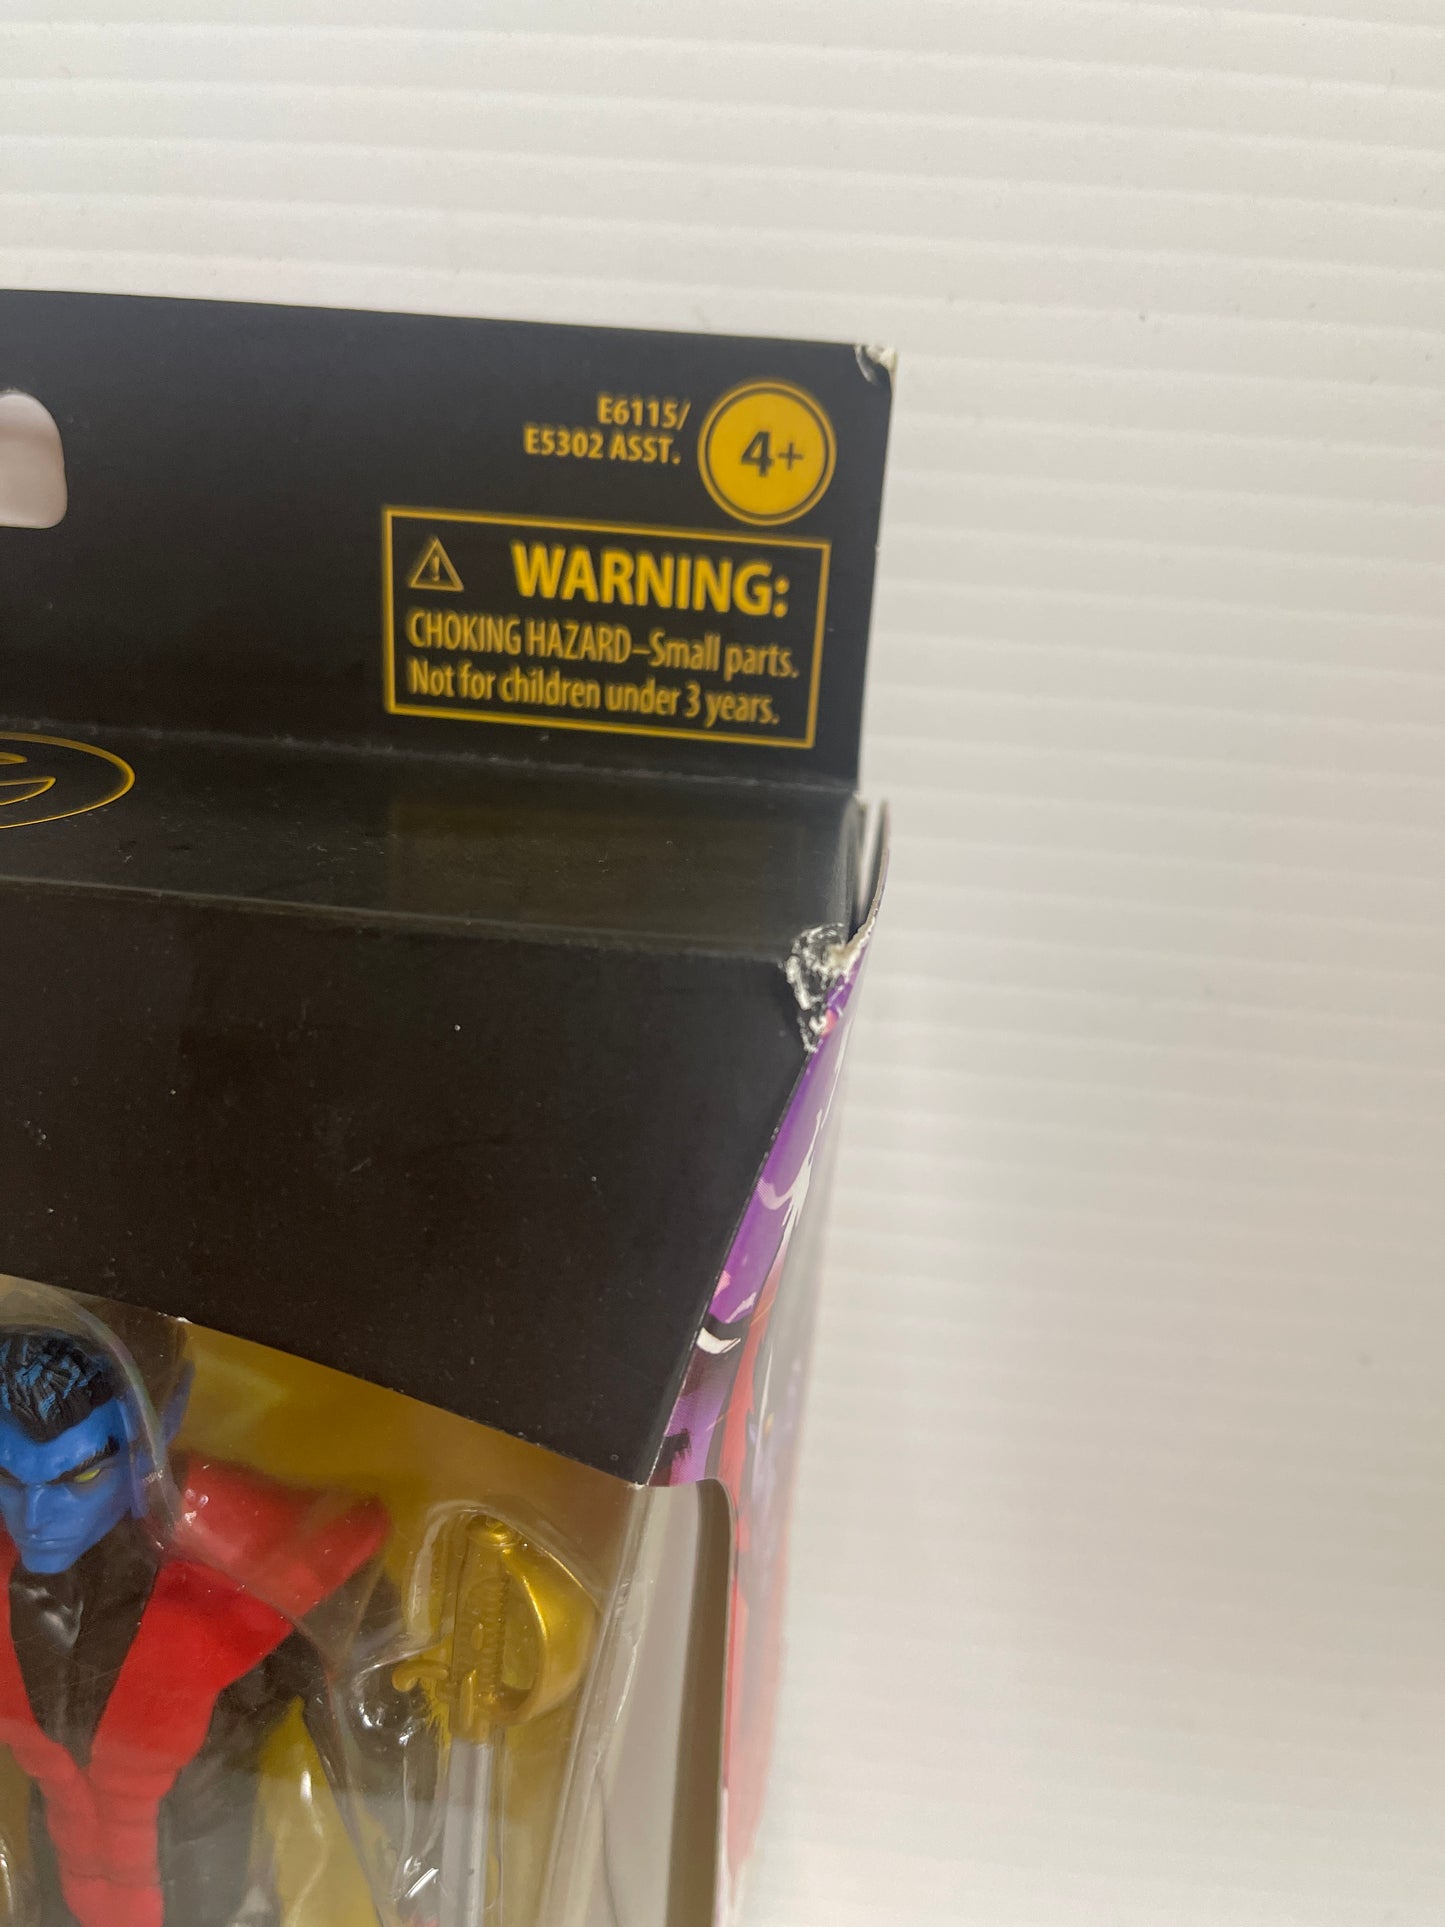 E6115/
E5302 ASST.
4+
WARNING:
CHOKING HAZARD–Small parts.
Not for children under 3 years.